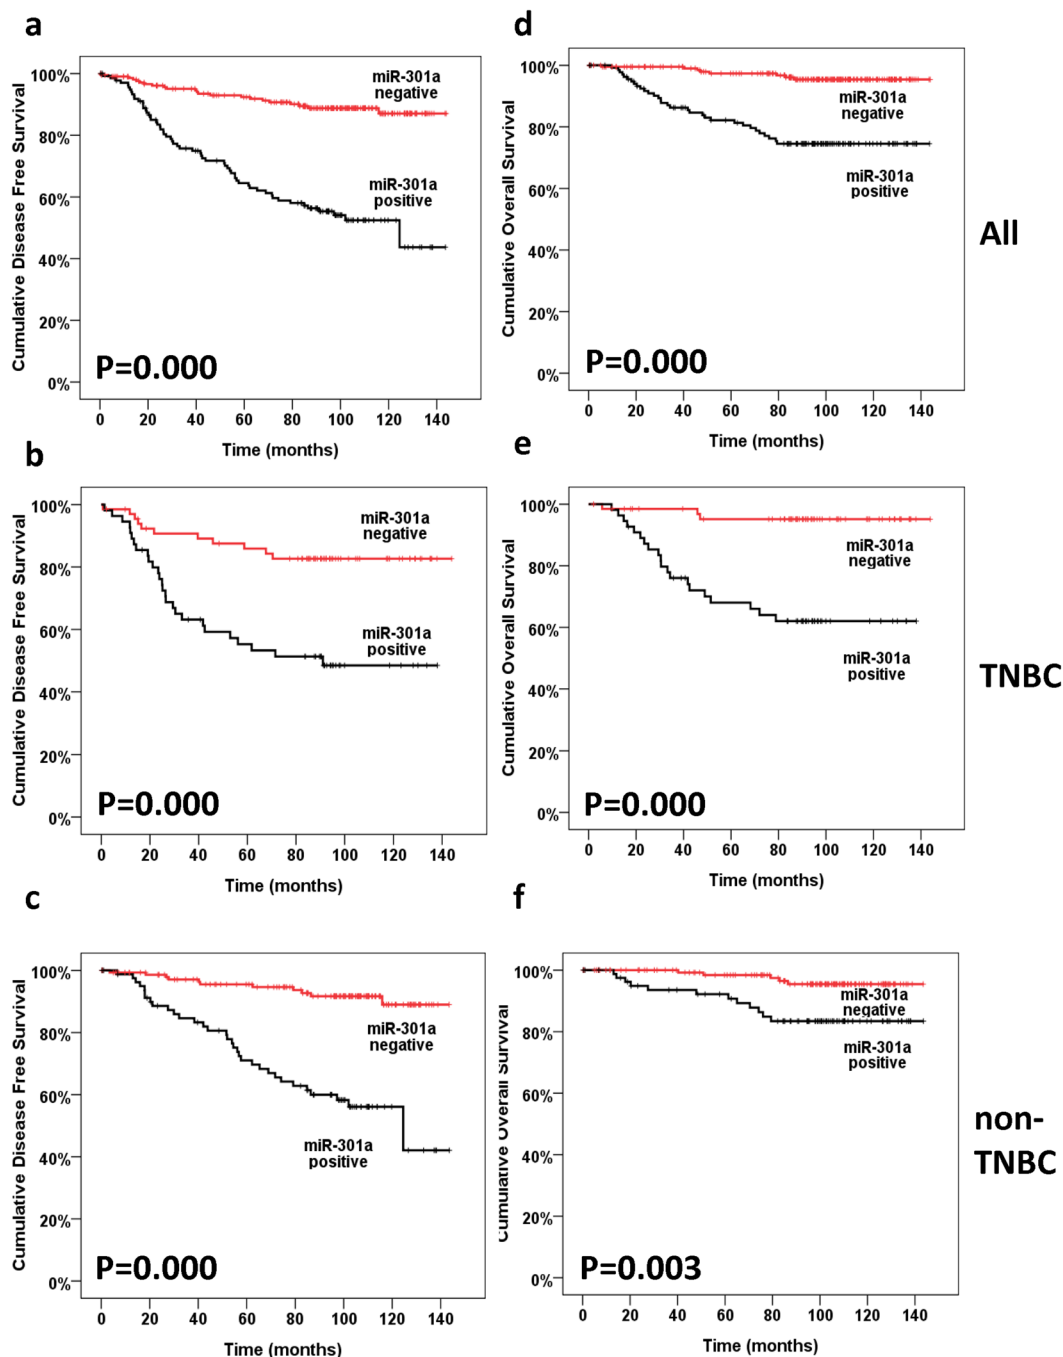 a
Cumulative Disease Free Survival
100%
80%
60%
40%
20%
0%
miR-301a
negative
miR-301a
positive
P=0.000
0 20 40 60 80 100 120 140
Time (months)
d
Cumulative Overall Survival
100%
80%
60%
40%
20%
0%
miR-301a
negative
miR-301a
positive
P=0.000
0 20 40 60 80 100 120 140
Time (months)
All
b
Cumulative Disease Free Survival
100%
80%
60%
40%
20%
0%
miR-301a
negative
miR-301a
positive
P=0.000
0 20 40 60 80 100 120 140
Time (months)
e
Cumulative Overall Survival
100%
80%
60%
40%
20%
0%
miR-301a
negative
miR-301a
positive
P=0.000
0 20 40 60 80 100 120 140
Time (months)
TNBC
c
Cumulative Disease Free Survival
100%
80%
60%
40%
20%
0%
miR-301a
negative
miR-301a
positive
P=0.000
0 20 40 60 80 100 120 140
Time (months)
f
Cumulative Overall Survival
100%
80%
60%
40%
20%
0%
miR-301a
negative
miR-301a
positive
P=0.003
0 20 40 60 80 100 120 140
Time (months)
non-
TNBC